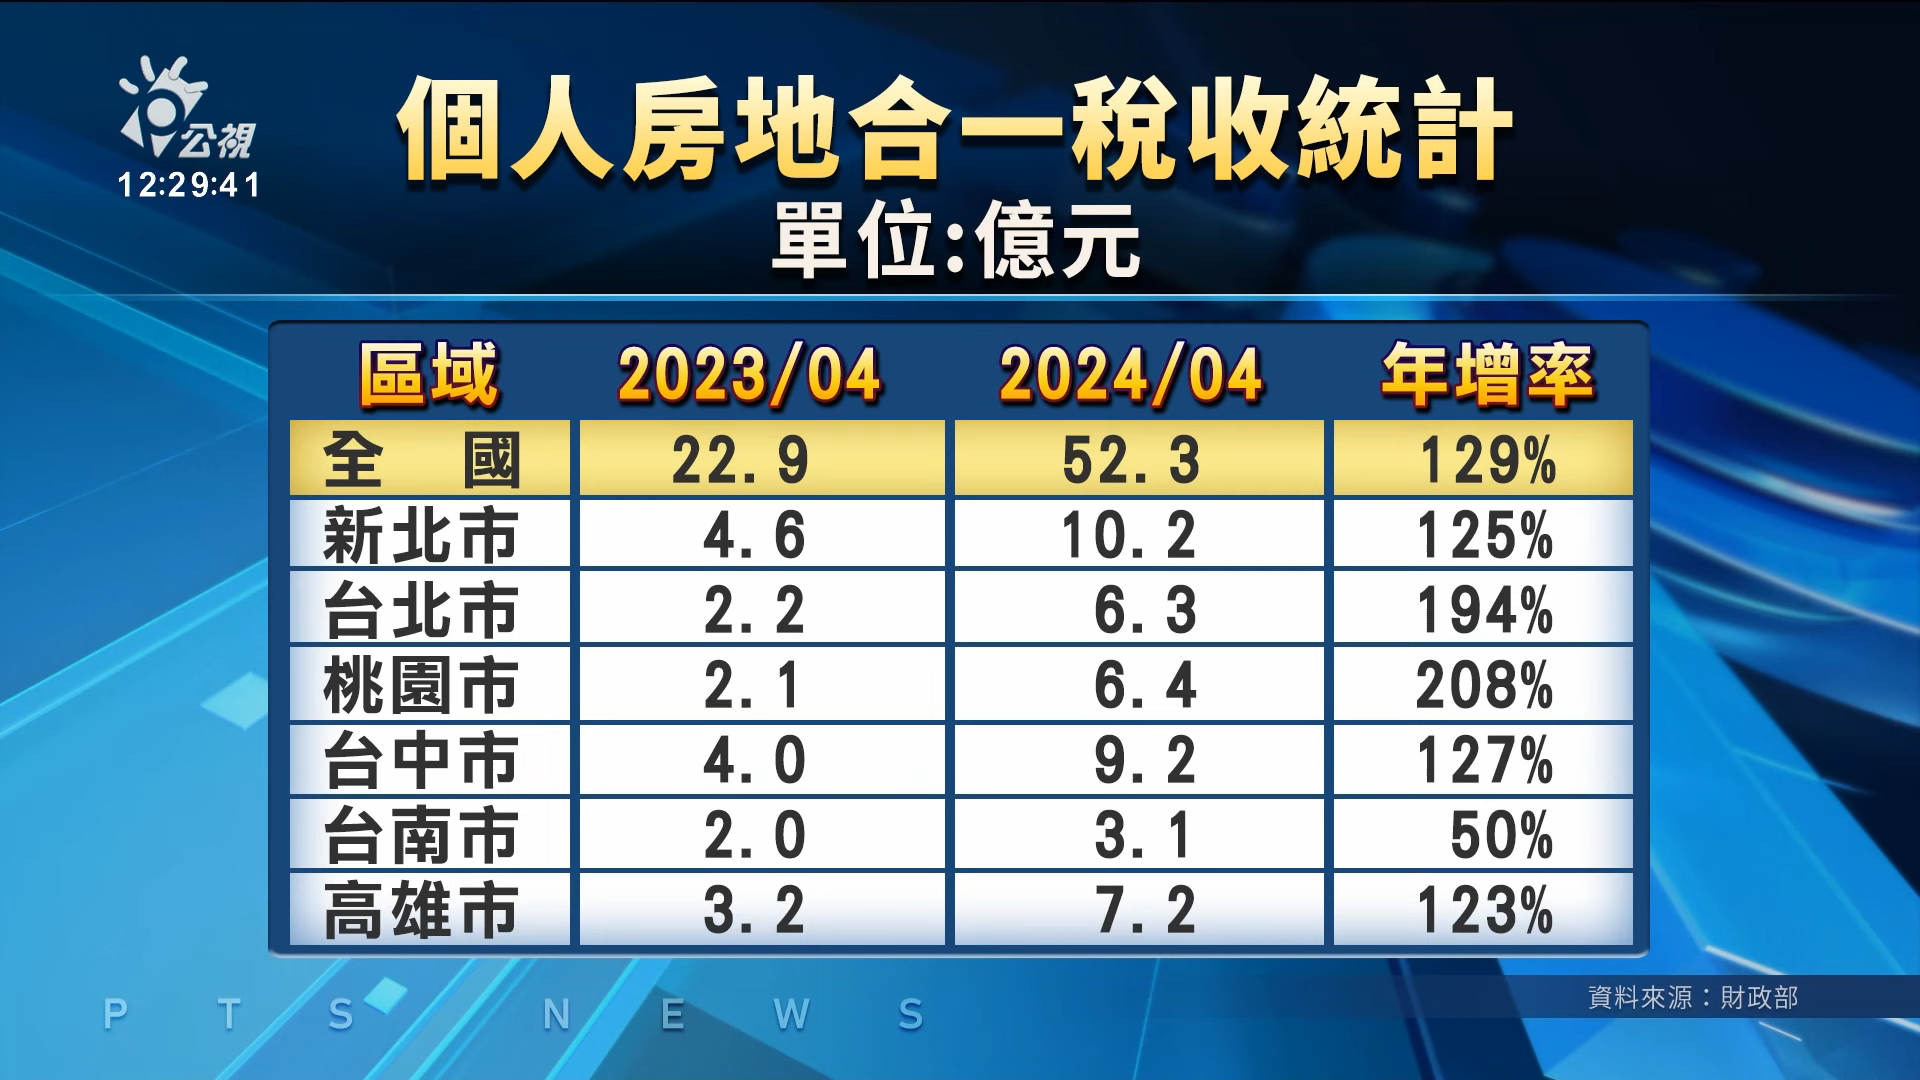 公視
12:29:41
個人房地合一稅收統計
單位:億元
區域 2023/04 2024/04 年增率
全國 22.9 52.3 129%
新北市 4.6 10.2 125%
台北市 2.2 6.3 194%
桃園市 2.1 6.4 208%
台中市 4.0 9.2 127%
台南市 2.0 3.1 50%
高雄市 3.2 7.2 123%
資料來源：財政部
PTS NEWS